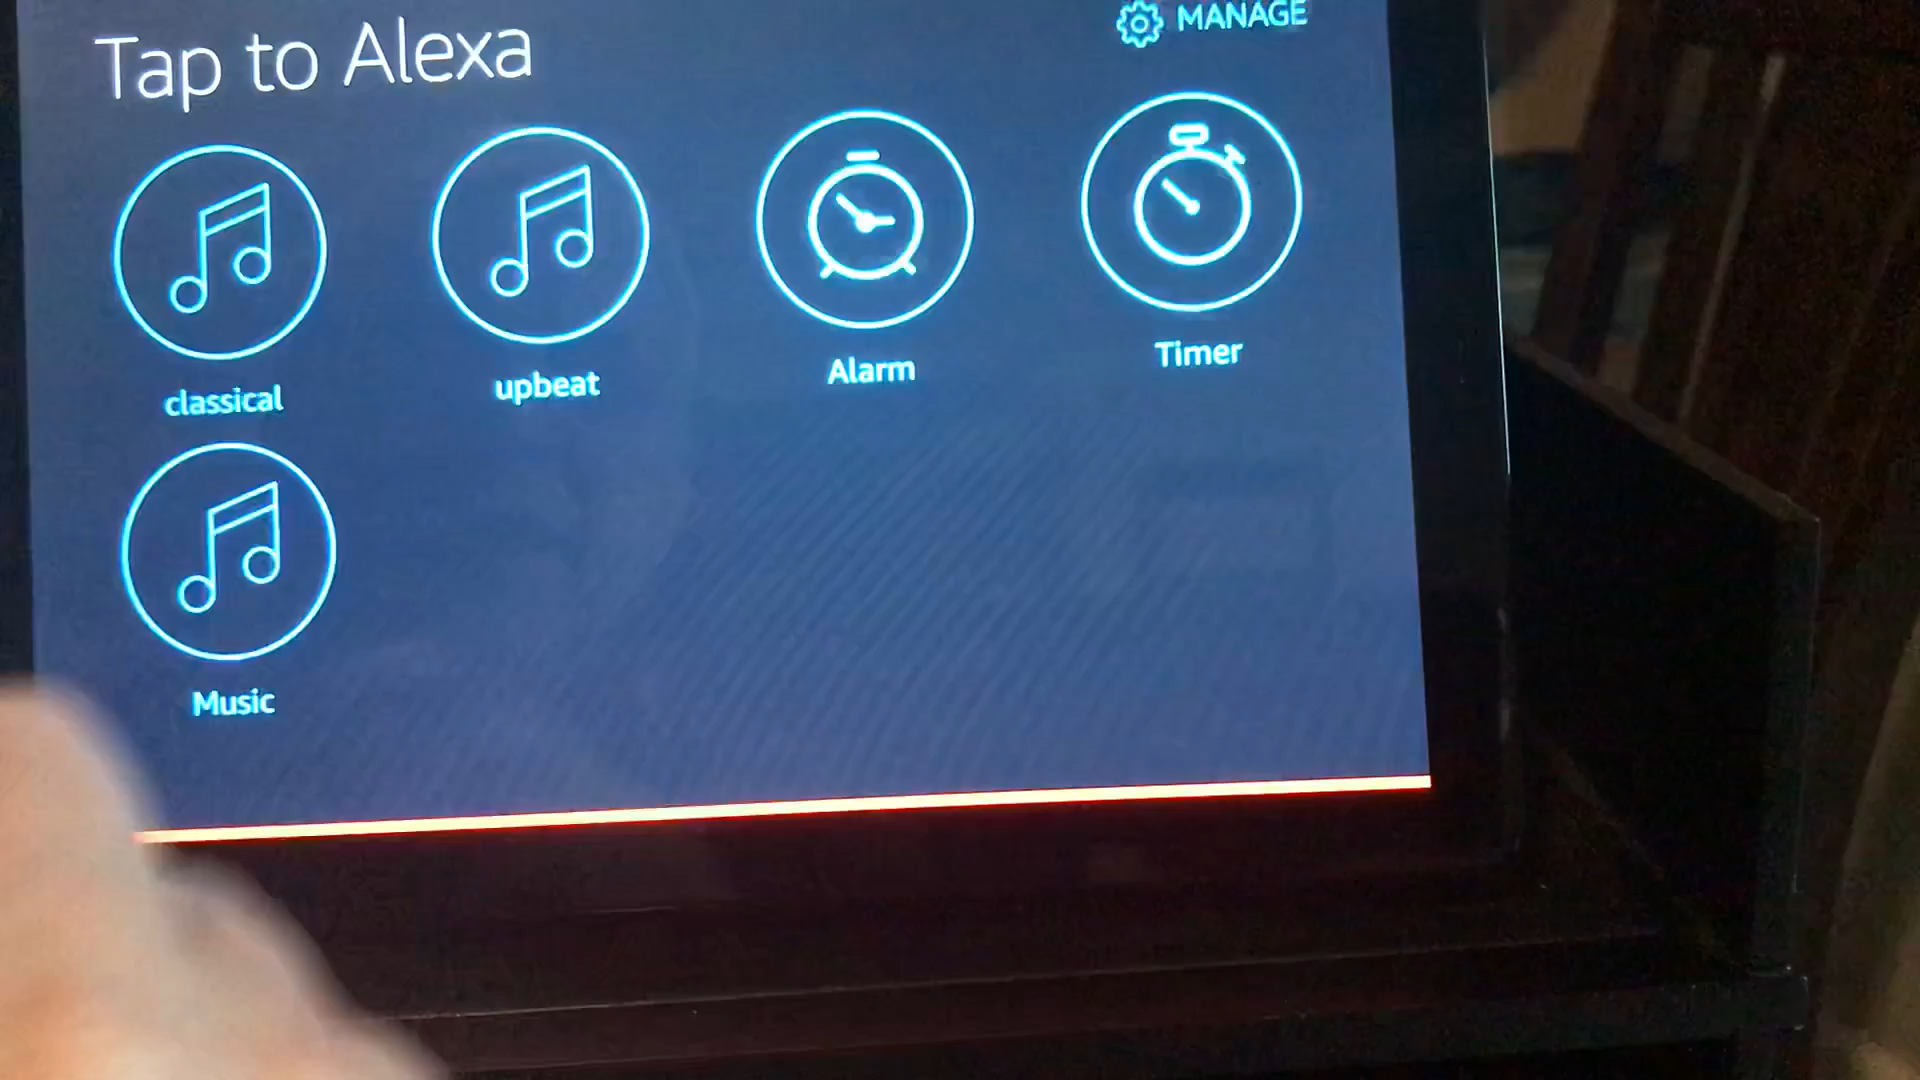 Tap to Alexa
MANAGE
classical
upbeat
Alarm
Timer
Music